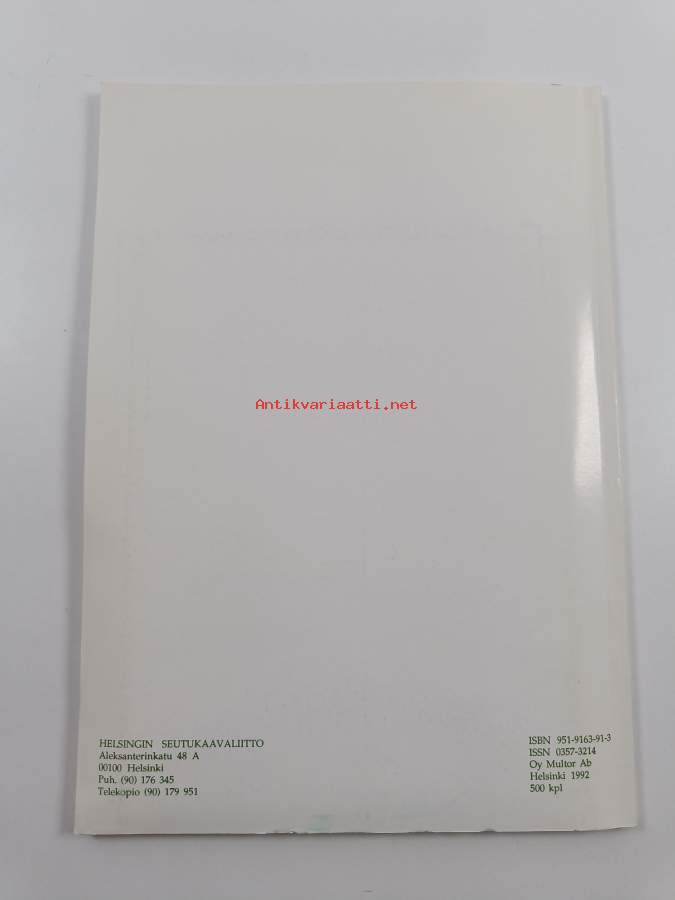 Antikvariaatti.net
HELSINGIN SEUTUKAAVALIITTO
Aleksanterinkatu 48 A
00100 Helsinki
Puh. (90) 176 345
Telekopio (90) 179 951
ISBN 951-9163-91-3
ISSN 0357-3214
Oy Multor Ab
Helsinki 1992
500 kpl